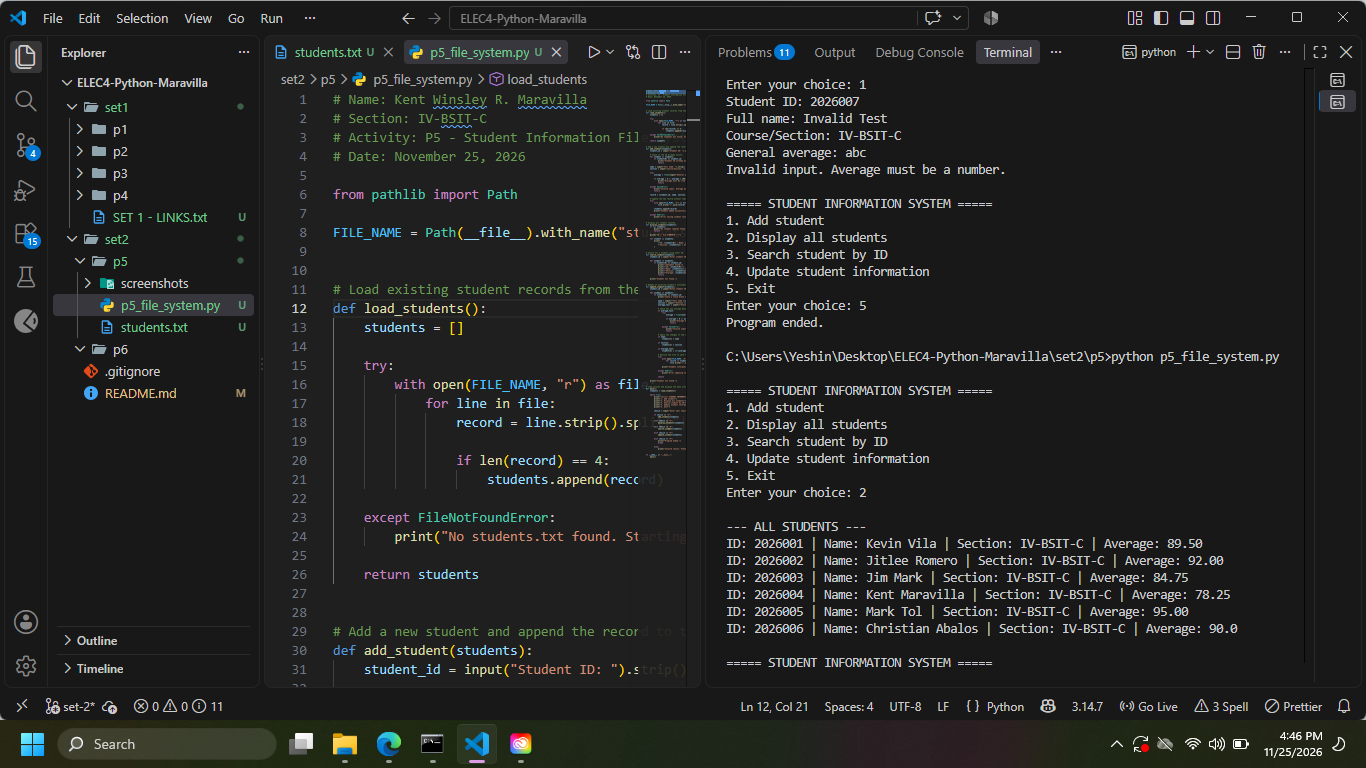 File Edit Selection View Go Run ··· ELEC4-Python-Maravilla
Explorer
ELEC4-Python-Maravilla
set1
p1
p2
p3
p4
SET 1 - LINKS.txt U
set2
p5
screenshots
p5_file_system.py U
students.txt U
p6
.gitignore
README.md M
Outline
Timeline
4
15
students.txt U
p5_file_system.py U
set2 > p5 > p5_file_system.py > load_students
1 # Name: Kent Winsley R. Maravilla
2 # Section: IV-BSIT-C
3 # Activity: P5 - Student Information Fil
4 # Date: November 25, 2026
5
6 from pathlib import Path
7
8 FILE_NAME = Path(__file__).with_name("st
9
10
11 # Load existing student records from the
12 def load_students():
13 students = []
14
15 try:
16 with open(FILE_NAME, "r") as fil
17 for line in file:
18 record = line.strip().sp
19
20 if len(record) == 4:
21 students.append(record)
22
23 except FileNotFoundError:
24 print("No students.txt found. Starting
25
26 return students
27
28
29 # Add a new student and append the record to t
30 def add_student(students):
31 student_id = input("Student ID: ").strip()
Problems 11 Output Debug Console Terminal ··· python
Enter your choice: 1
Student ID: 2026007
Full name: Invalid Test
Course/Section: IV-BSIT-C
General average: abc
Invalid input. Average must be a number.
===== STUDENT INFORMATION SYSTEM =====
1. Add student
2. Display all students
3. Search student by ID
4. Update student information
5. Exit
Enter your choice: 5
Program ended.
C:\Users\Yeshin\Desktop\ELEC4-Python-Maravilla\set2\p5>python p5_file_system.py
===== STUDENT INFORMATION SYSTEM =====
1. Add student
2. Display all students
3. Search student by ID
4. Update student information
5. Exit
Enter your choice: 2
--- ALL STUDENTS ---
ID: 2026001 | Name: Kevin Vila | Section: IV-BSIT-C | Average: 89.50
ID: 2026002 | Name: Jitlee Romero | Section: IV-BSIT-C | Average: 92.00
ID: 2026003 | Name: Jim Mark | Section: IV-BSIT-C | Average: 84.75
ID: 2026004 | Name: Kent Maravilla | Section: IV-BSIT-C | Average: 78.25
ID: 2026005 | Name: Mark Tol | Section: IV-BSIT-C | Average: 95.00
ID: 2026006 | Name: Christian Abalos | Section: IV-BSIT-C | Average: 90.0
===== STUDENT INFORMATION SYSTEM =====
set-2* 0 0 11 Ln 12, Col 21 Spaces: 4 UTF-8 LF { } Python 3.14.7 Go Live 3 Spell Prettier
Search
4:46 PM
11/25/2026